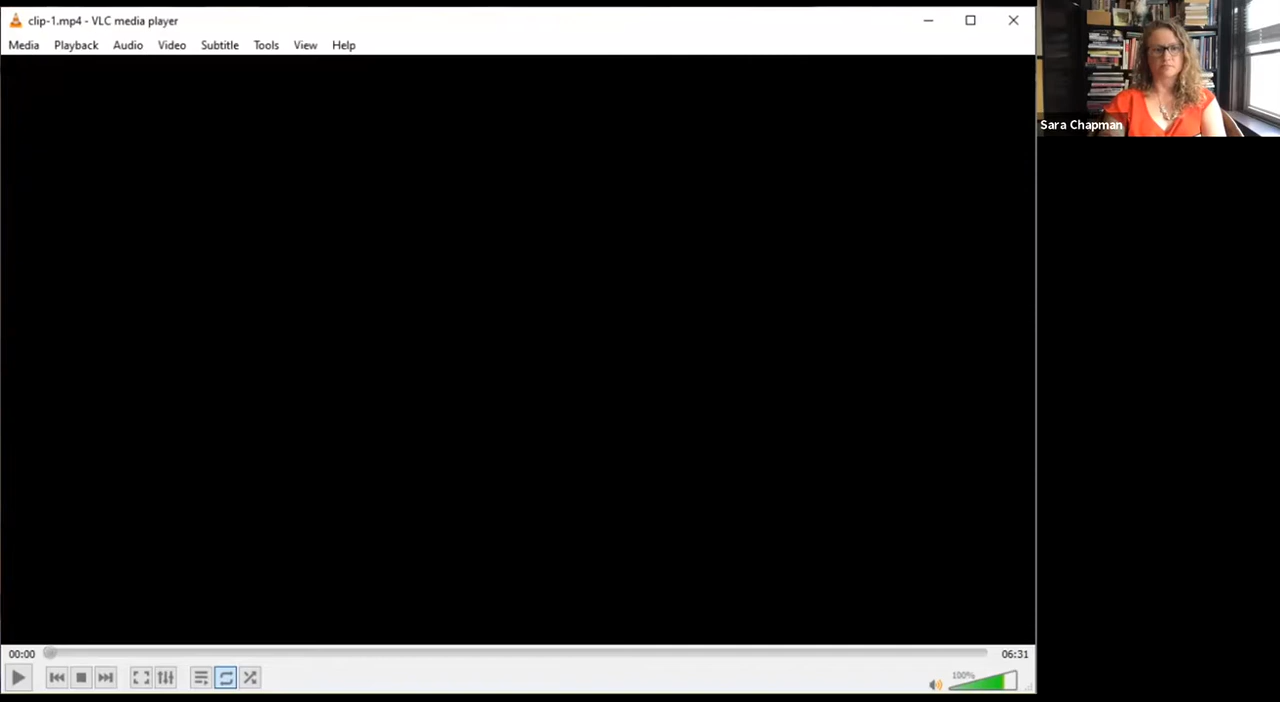 clip-1.mp4 - VLC media player
Media Playback Audio Video Subtitle Tools View Help
Sara Chapman
00:00 06:31
100%